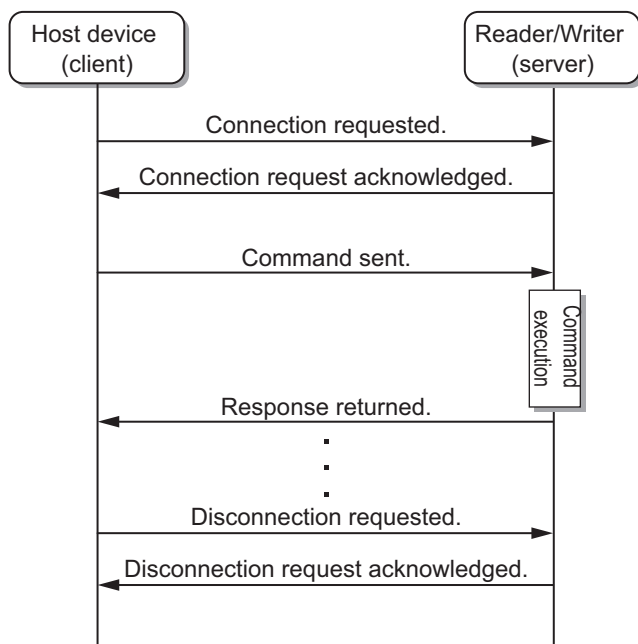 Host device
(client)
Reader/Writer
(server)
Connection requested.
Connection request acknowledged.
Command sent.
Command
execution
Response returned.
Disconnection requested.
Disconnection request acknowledged.